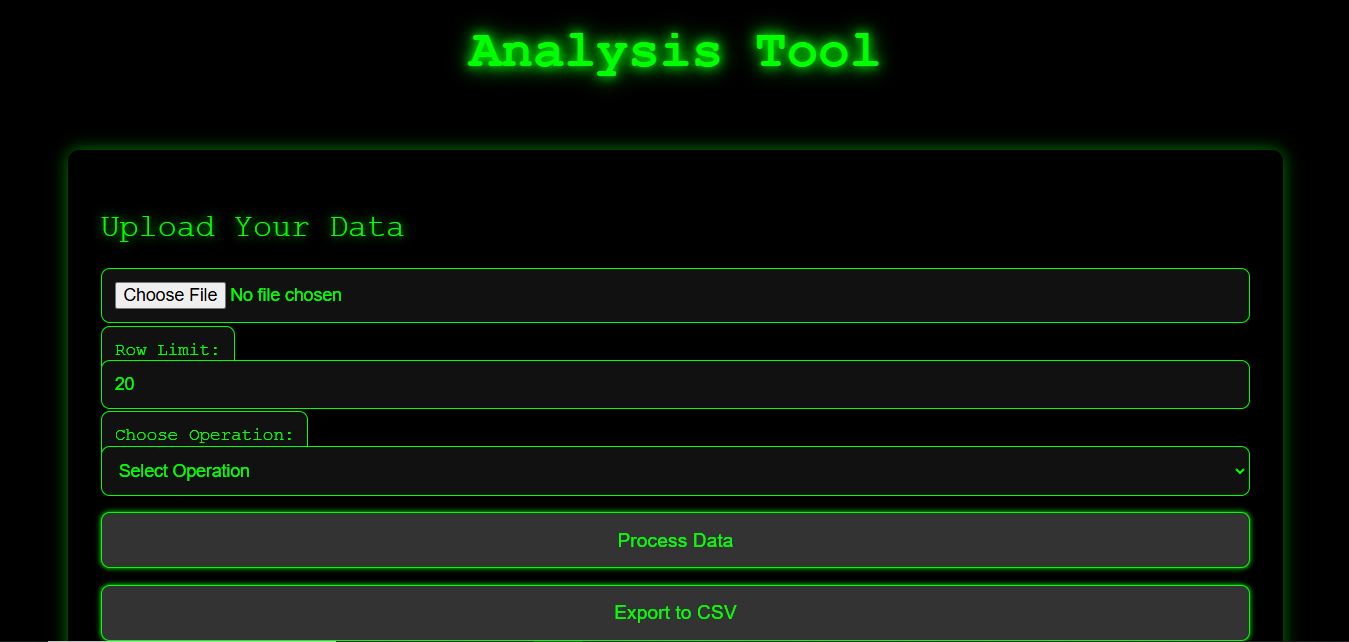 Analysis Tool
Upload Your Data
Choose File No file chosen
Row Limit:
20
Choose Operation:
Select Operation
Process Data
Export to CSV